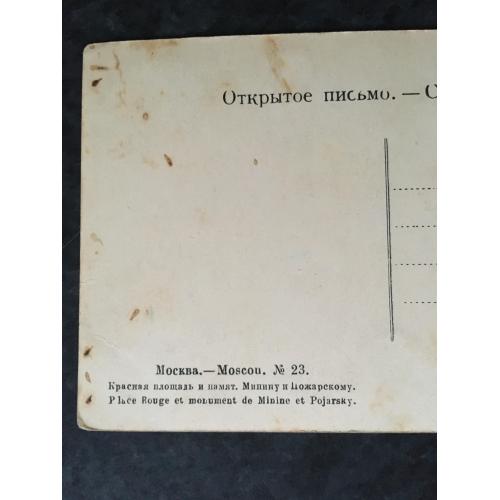 Открытое письмо. — С
Москва.—Moscou. № 23.
Красная площадь и памят. Минину и Пожарскому.
Place Rouge et monument de Minine et Pojarsky.